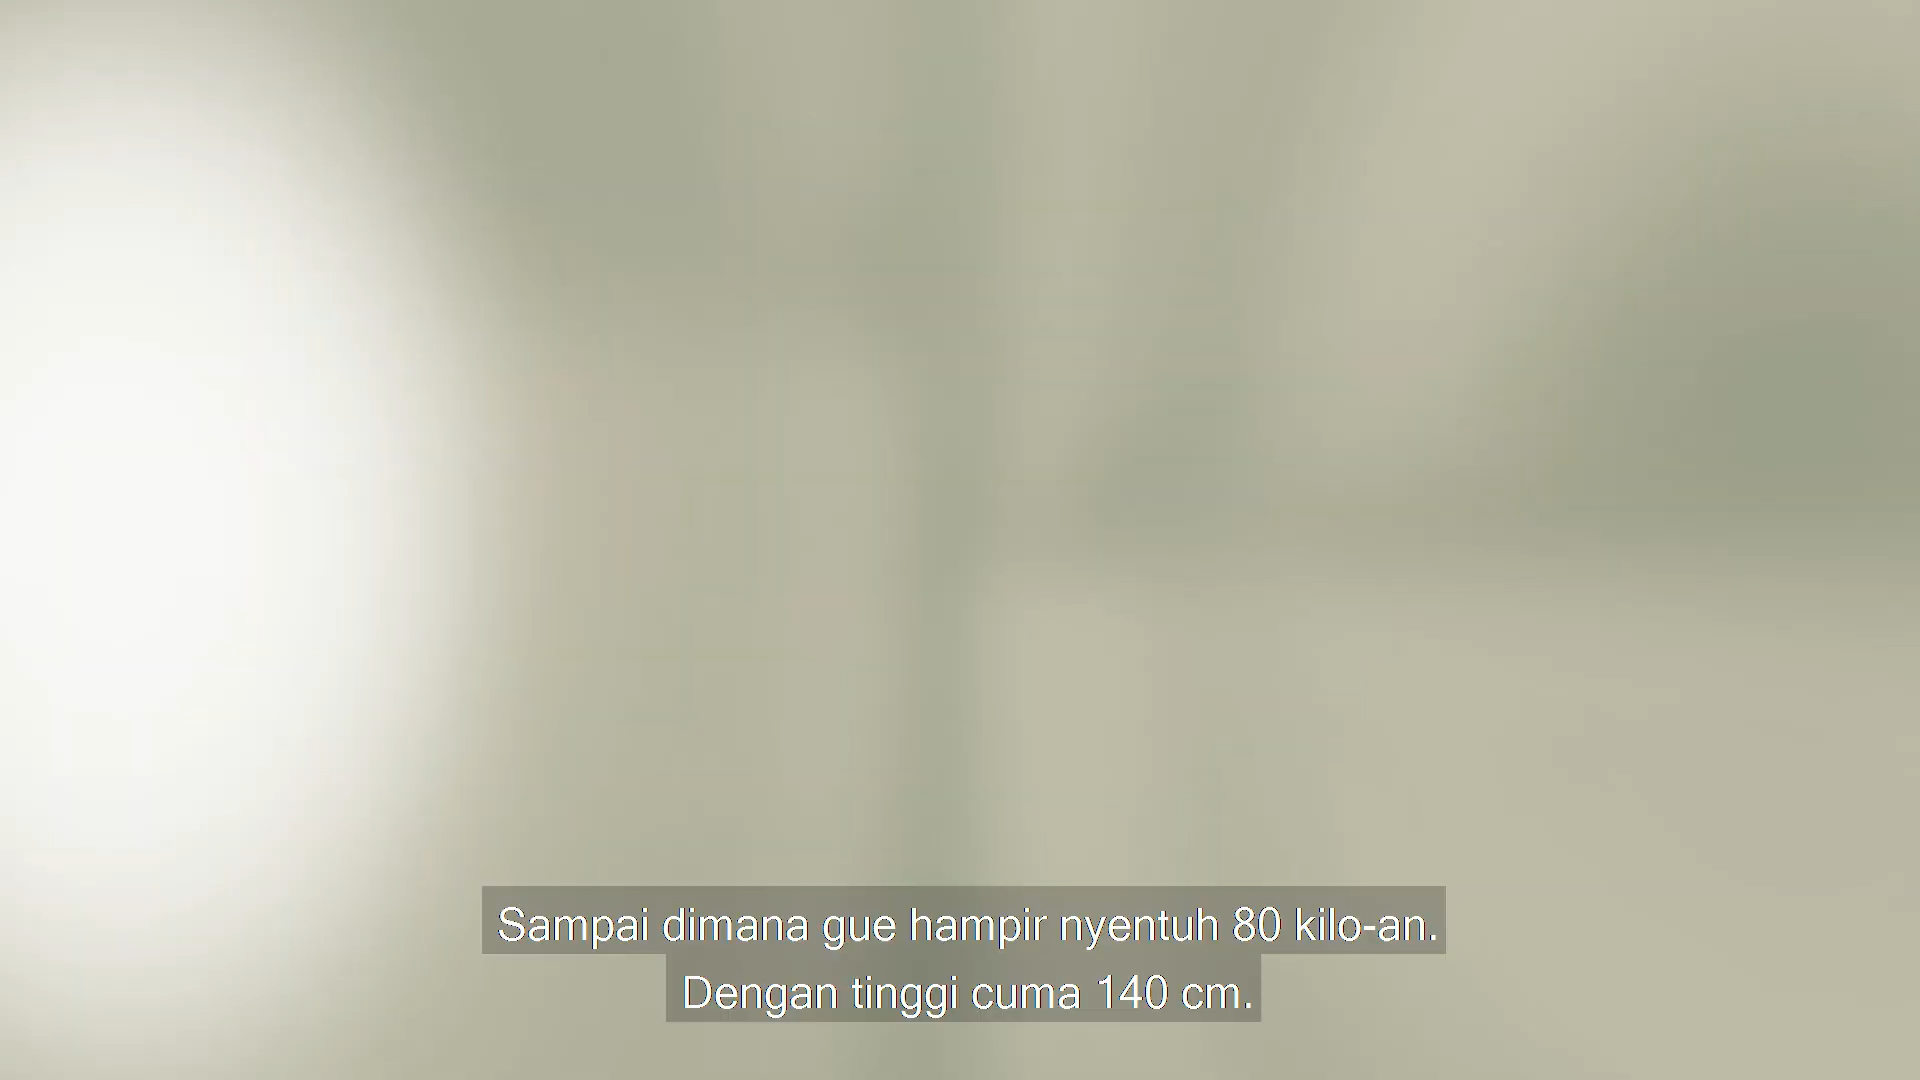 Sampai dimana gue hampir nyentuh 80 kilo-an.
Dengan tinggi cuma 140 cm.